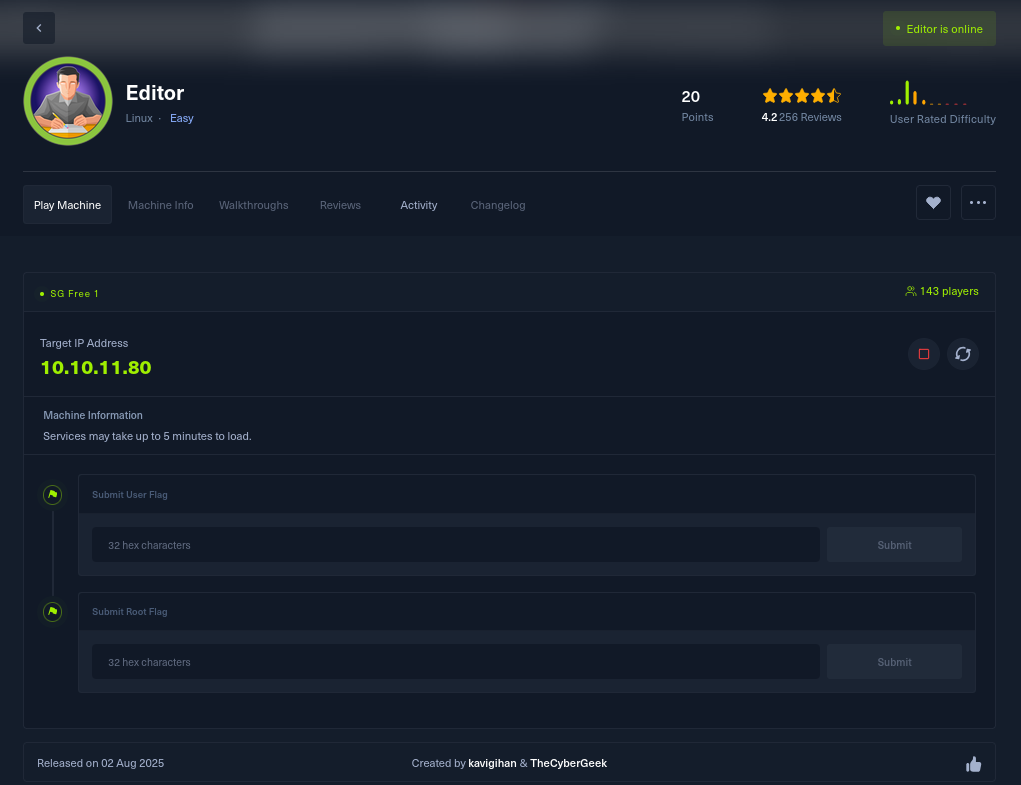 Editor is online
Editor
Linux · Easy
20
Points
4.2 256 Reviews
User Rated Difficulty
Play Machine
Machine Info
Walkthroughs
Reviews
Activity
Changelog
SG Free 1
143 players
Target IP Address
10.10.11.80
Machine Information
Services may take up to 5 minutes to load.
Submit User Flag
32 hex characters
Submit
Submit Root Flag
32 hex characters
Submit
Released on 02 Aug 2025
Created by kavigihan & TheCyberGeek